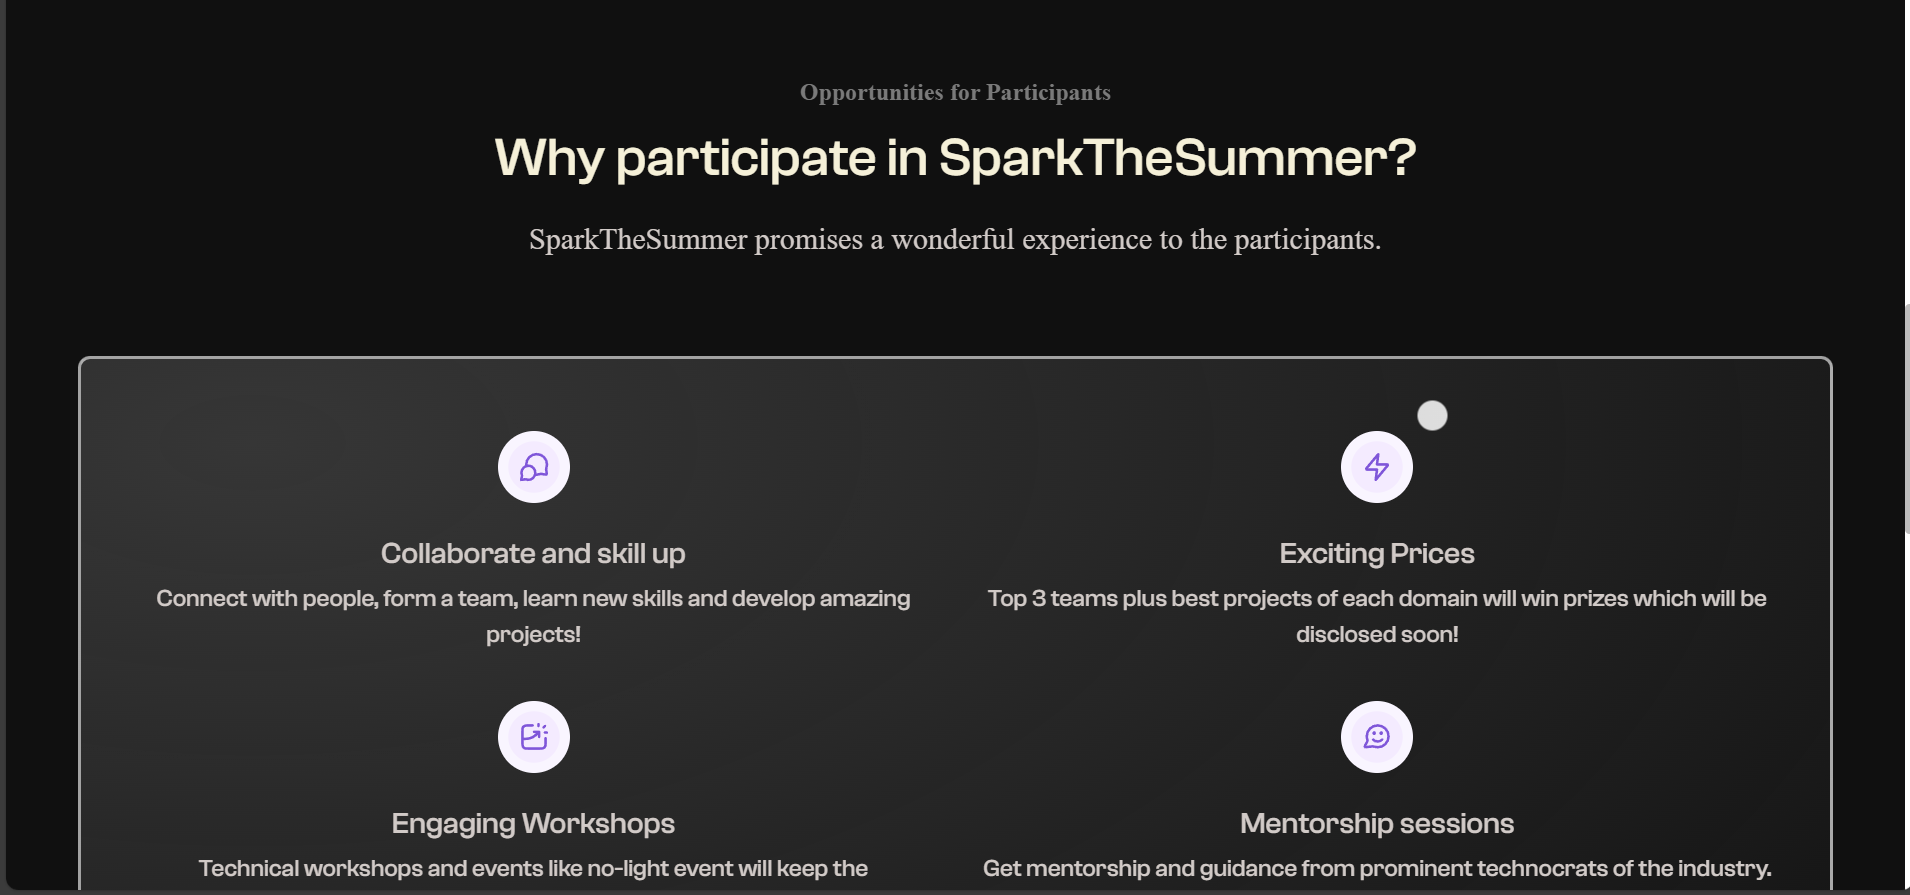 Opportunities for Participants
Why participate in SparkTheSummer?
SparkTheSummer promises a wonderful experience to the participants.
Collaborate and skill up
Connect with people, form a team, learn new skills and develop amazing
projects!
Exciting Prices
Top 3 teams plus best projects of each domain will win prizes which will be
disclosed soon!
Engaging Workshops
Technical workshops and events like no-light event will keep the
Mentorship sessions
Get mentorship and guidance from prominent technocrats of the industry.